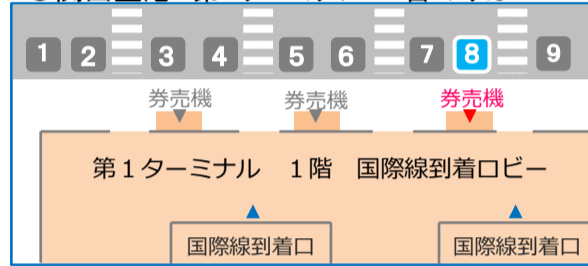 1 2 3 4 5 6 7 8 9
券売機 券売機 券売機
第1ターミナル 1階 国際線到着ロビー
国際線到着口 国際線到着口